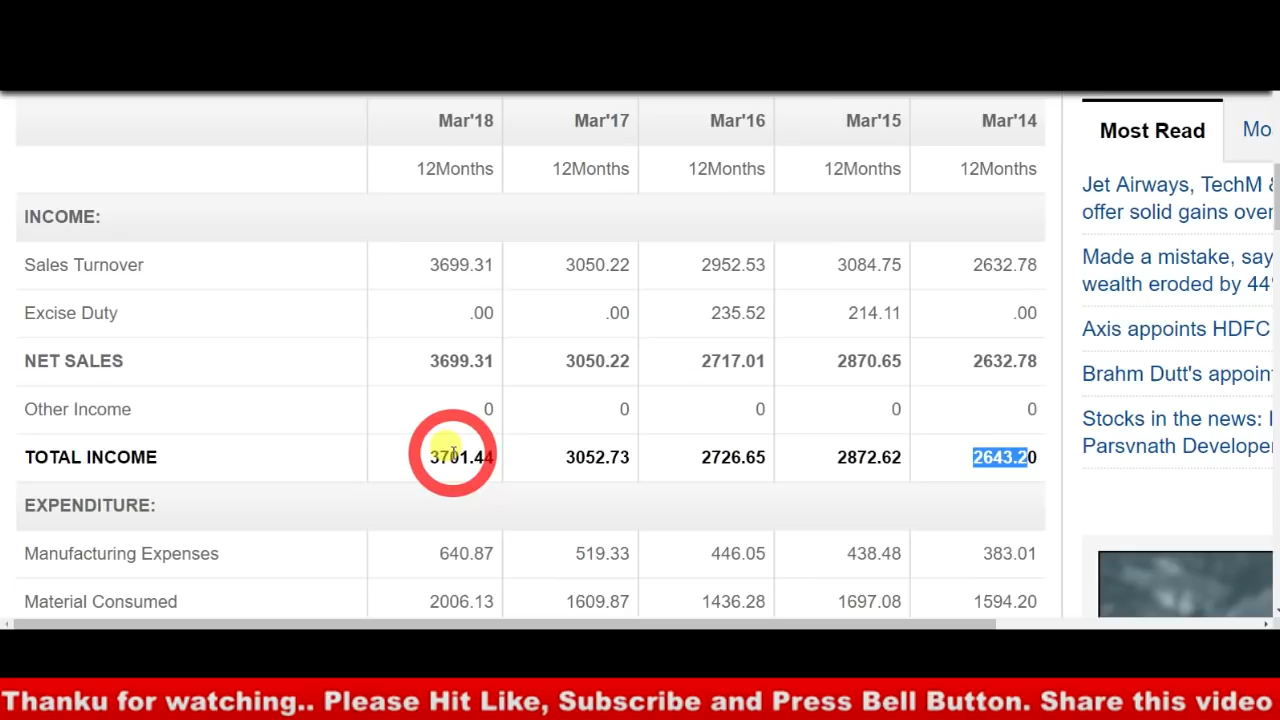 Mar'18 Mar'17 Mar'16 Mar'15 Mar'14
12Months 12Months 12Months 12Months 12Months
INCOME:
Sales Turnover 3699.31 3050.22 2952.53 3084.75 2632.78
Excise Duty .00 .00 235.52 214.11 .00
NET SALES 3699.31 3050.22 2717.01 2870.65 2632.78
Other Income 0 0 0 0 0
TOTAL INCOME 3701.44 3052.73 2726.65 2872.62 2643.20
EXPENDITURE:
Manufacturing Expenses 640.87 519.33 446.05 438.48 383.01
Material Consumed 2006.13 1609.87 1436.28 1697.08 1594.20
Most Read Mo
Jet Airways, TechM &
offer solid gains over
Made a mistake, say
wealth eroded by 44
Axis appoints HDFC
Brahm Dutt's appoin
Stocks in the news:
Parsvnath Develope
Thanku for watching.. Please Hit Like, Subscribe and Press Bell Button. Share this video